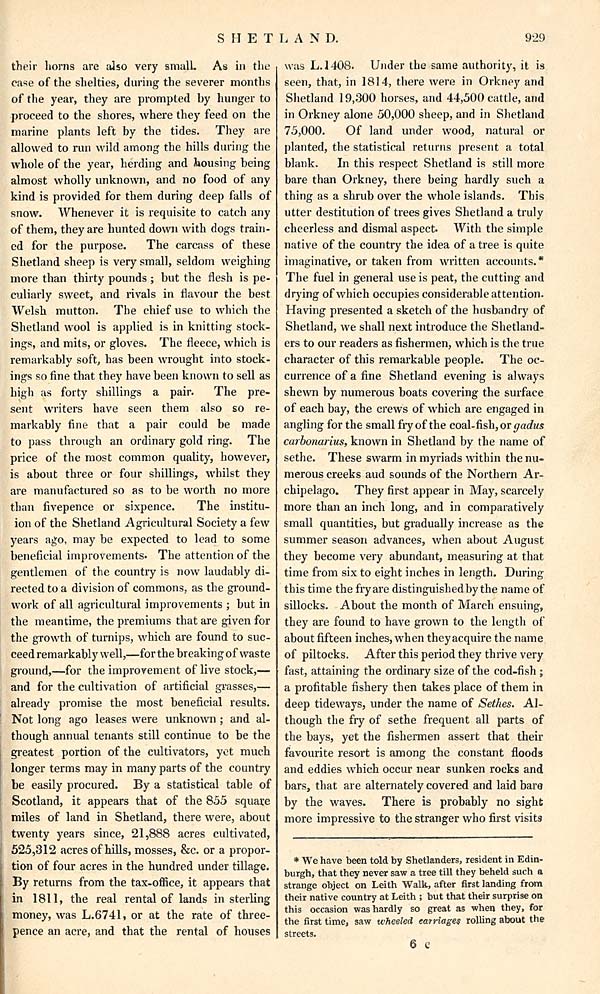 SHETLAND.
929
their horns are also very small. As in the
case of the shelties, during the severer months
of the year, they are prompted by hunger to
proceed to the shores, where they feed on the
marine plants left by the tides. They are
allowed to run wild among the hills during the
whole of the year, herding and housing being
almost wholly unknown, and no food of any
kind is provided for them during deep falls of
snow. Whenever it is requisite to catch any
of them, they are hunted down with dogs train-
ed for the purpose. The carcass of these
Shetland sheep is very small, seldom weighing
more than thirty pounds; but the flesh is pe-
culiarly sweet, and rivals in flavour the best
Welsh mutton. The chief use to which the
Shetland wool is applied is in knitting stock-
ings, and mits, or gloves. The fleece, which is
remarkably soft, has been wrought into stock-
ings so fine that they have been known to sell as
high as forty shillings a pair. The pre-
sent writers have seen them also so re-
markably fine that a pair could be made
to pass through an ordinary gold ring. The
price of the most common quality, however,
is about three or four shillings, whilst they
are manufactured so as to be worth no more
than fivepence or sixpence. The institu-
ion of the Shetland Agricultural Society a few
years ago, may be expected to lead to some
beneficial improvements. The attention of the
gentlemen of the country is now laudably di-
rected to a division of commons, as the ground-
work of all agricultural improvements; but in
the meantime, the premiums that are given for
the growth of turnips, which are found to suc-
ceed remarkably well,—for the breaking of waste
ground,—for the improvement of live stock,—
and for the cultivation of artificial grasses,—
already promise the most beneficial results.
Not long ago leases were unknown; and al-
though annual tenants still continue to be the
greatest portion of the cultivators, yet much
longer terms may in many parts of the country
be easily procured. By a statistical table of
Scotland, it appears that of the 855 square
miles of land in Shetland, there were, about
twenty years since, 21,888 acres cultivated,
525,312 acres of hills, mosses, &c. or a propor-
tion of four acres in the hundred under tillage.
By returns from the tax-office, it appears that
in 1811, the real rental of lands in sterling
money, was L.6741, or at the rate of three-
pence an acre, and that the rental of houses
was L.1408. Under the same authority, it is
seen, that, in 1814, there were in Orkney and
Shetland 19,300 horses, and 44,500 cattle, and
in Orkney alone 50,000 sheep, and in Shetland
75,000. Of land under wood, natural or
planted, the statistical returns present a total
blank. In this respect Shetland is still more
bare than Orkney, there being hardly such a
thing as a shrub over the whole islands. This
utter destitution of trees gives Shetland a truly
cheerless and dismal aspect. With the simple
native of the country the idea of a tree is quite
imaginative, or taken from written accounts.*
The fuel in general use is peat, the cutting and
drying of which occupies considerable attention.
Having presented a sketch of the husbandry of
Shetland, we shall next introduce the Shetland-
ers to our readers as fishermen, which is the true
character of this remarkable people. The oc-
currence of a fine Shetland evening is always
shewn by numerous boats covering the surface
of each bay, the crews of which are engaged in
angling for the small fry of the coal-fish, or gadus
carbonarius, known in Shetland by the name of
sethe. These swarm in myriads within the nu-
merous creeks aud sounds of the Northern Ar-
chipelago. They first appear in May, scarcely
more than an inch long, and in comparatively
small quantities, but gradually increase as the
summer season advances, when about August
they become very abundant, measuring at that
time from six to eight inches in length. During
this time the fry are distinguished by the name of
sillocks. About the month of March ensuing,
they are found to have grown to the length of
about fifteen inches, when they acquire the name
of piltocks. After this period they thrive very
fast, attaining the ordinary size of the cod-fish;
a profitable fishery then takes place of them in
deep tideways, under the name of Sethes. Al-
though the fry of sethe frequent all parts of
the bays, yet the fishermen assert that their
favourite resort is among the constant floods
and eddies which occur near sunken rocks and
bars, that are alternately covered and laid bare
by the waves. There is probably no sight
more impressive to the stranger who first visits
* We have been told by Shetlanders, resident in Edin-
burgh, that they never saw a tree till they beheld such a
strange object on Leith Walk, after first landing from
their native country at Leith; but that their surprise on
this occasion was hardly so great as when they, for
the first time, saw wheeled carriages rolling about the
streets.
6 c